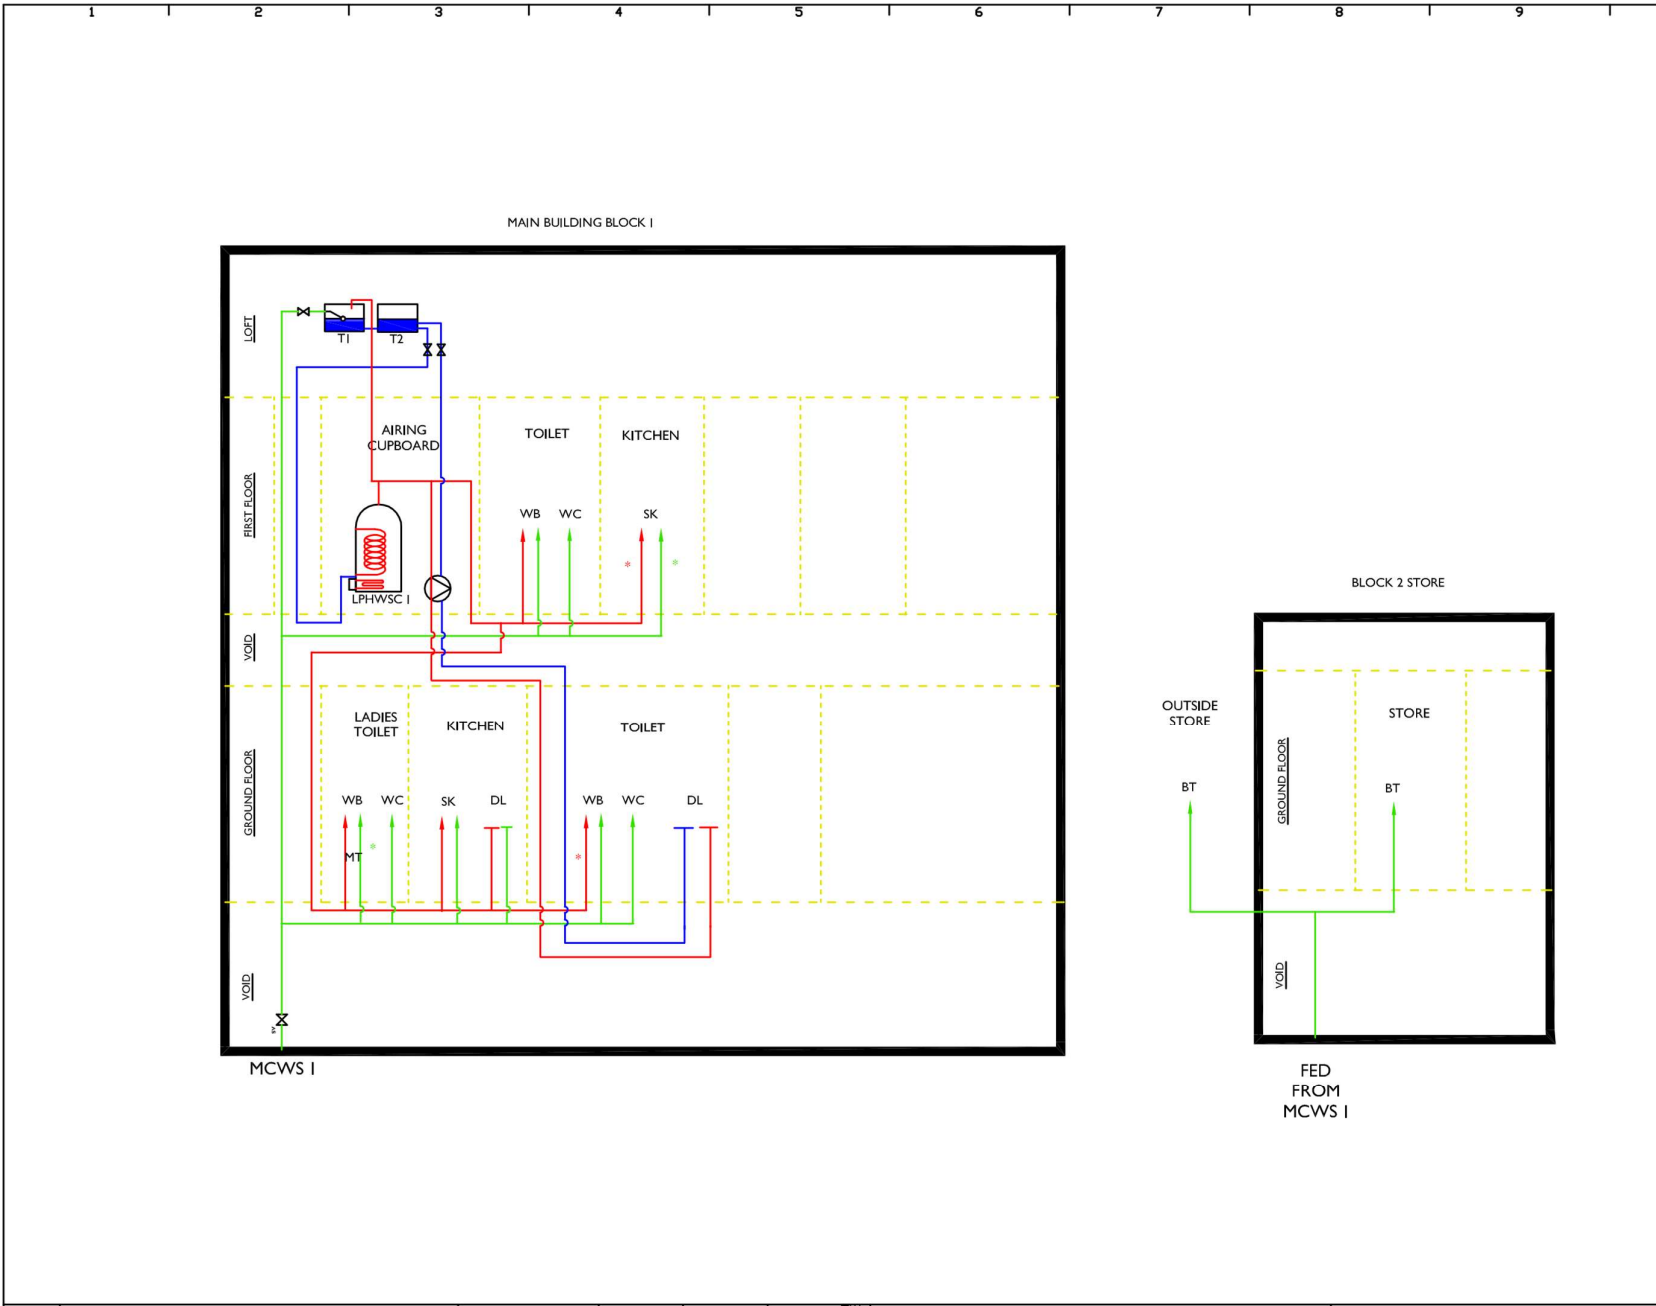 1 2 3 4 5 6 7 8 9
MAIN BUILDING BLOCK 1
LOFT
T1 T2
AIRING
CUPBOARD
TOILET
KITCHEN
FIRST FLOOR
WB WC SK
*
*
LPHWSC 1
BLOCK 2 STORE
VOID
LADIES
TOILET
KITCHEN
TOILET
OUTSIDE
STORE
STORE
GROUND FLOOR
GROUND FLOOR
BT
BT
WB WC SK DL WB WC DL
*
MT
*
VOID
VOID
SV
MCWS 1
FED
FROM
MCWS 1